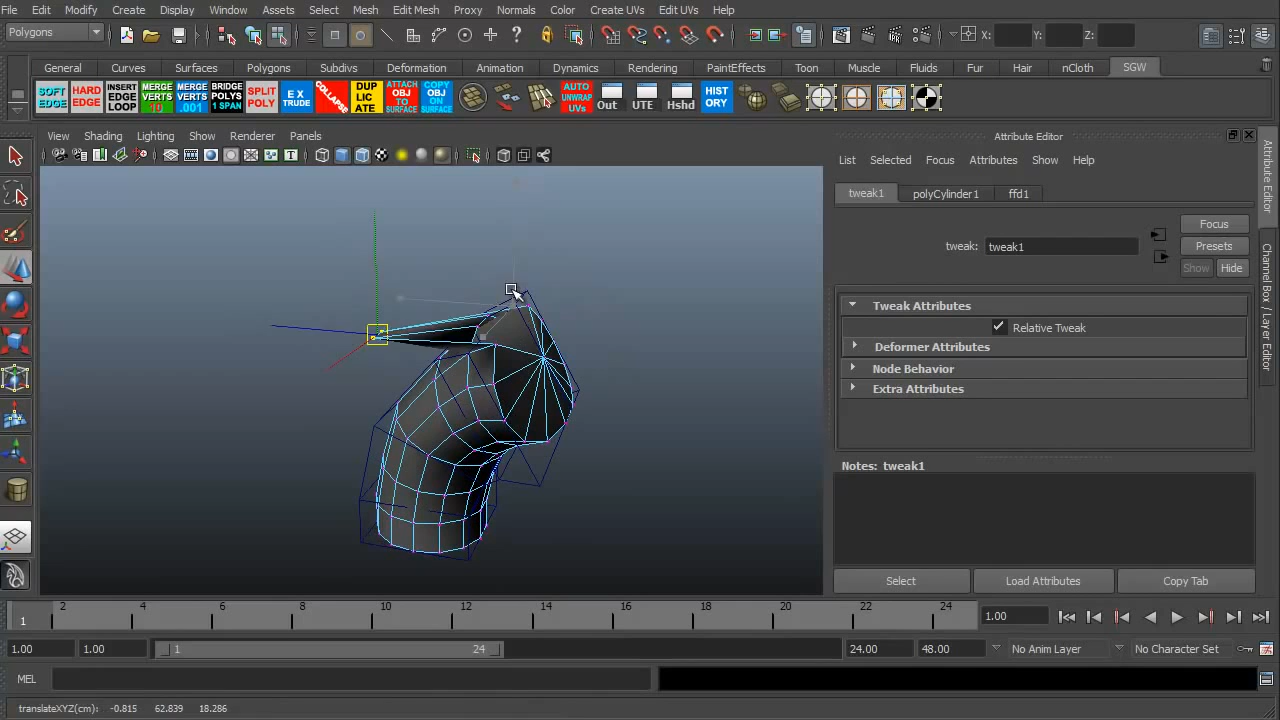 File Edit Modify Create Display Window Assets Select Mesh Edit Mesh Proxy Normals Color Create UVs Edit UVs Help
Polygons X: Y: Z:
General Curves Surfaces Polygons Subdivs Deformation Animation Dynamics Rendering PaintEffects Toon Muscle Fluids Fur Hair nCloth SGW
SOFT EDGE HARD EDGE INSERT EDGE LOOP MERGE VERTS 10 MERGE VERTS .001 BRIDGE POLYS 1 SPAN SPLIT POLY EX TRUDE COLLAPSE DUP LIC ATE ATTACH OBJ TO SURFACE COPY OBJ ON SURFACE AUTO UNWRAP UVs Out UTE Hshd HIST ORY
View Shading Lighting Show Renderer Panels
Attribute Editor
List Selected Focus Attributes Show Help
tweak1 polyCylinder1 ffd1
Focus
tweak: tweak1 Presets
Show Hide
Tweak Attributes
Relative Tweak
Deformer Attributes
Node Behavior
Extra Attributes
Notes: tweak1
Select Load Attributes Copy Tab
Attribute Editor
Channel Box / Layer Editor
2 4 6 8 10 12 14 16 18 20 22 24
1 1.00
1.00 1.00 1 24 24.00 48.00 No Anim Layer No Character Set
MEL
translateXYZ(cm): -0.815 62.839 18.286